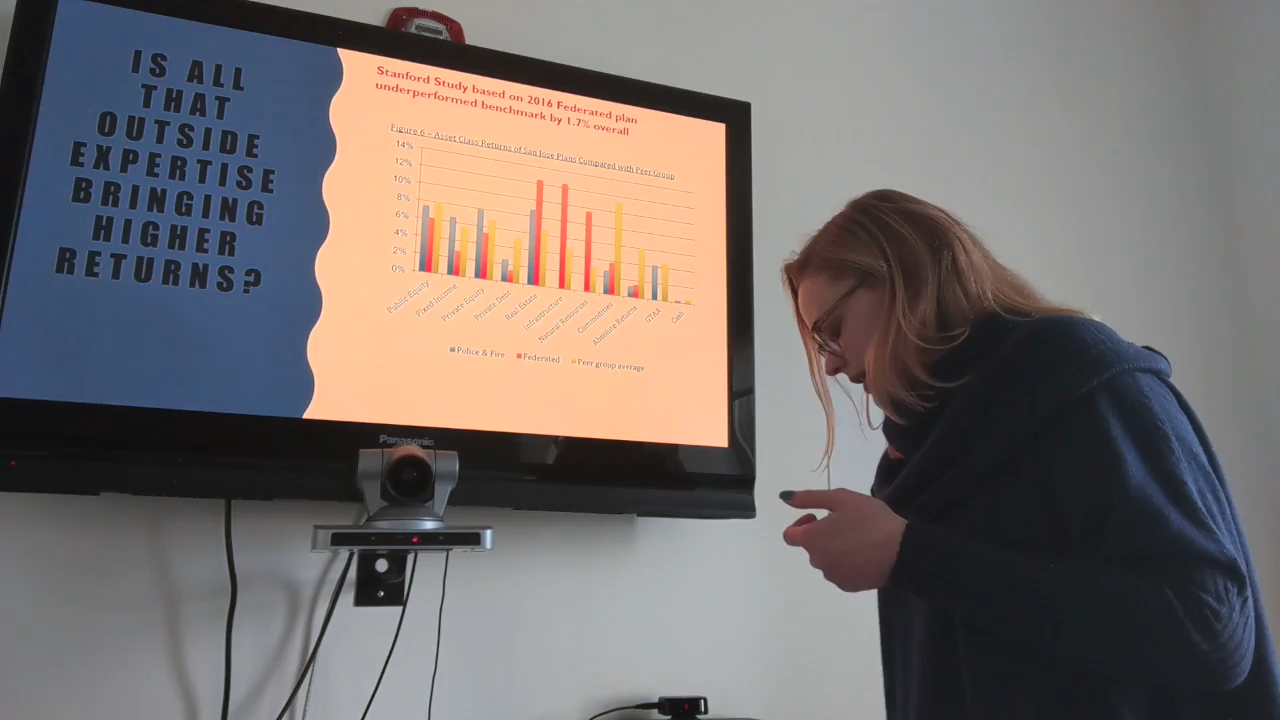 IS ALL
THAT
OUTSIDE
EXPERTISE
BRINGING
HIGHER
RETURNS?
Stanford Study based on 2016 Federated plan
underperformed benchmark by 1.7% overall
Figure 6 – Asset Class Returns of San Jose Plans Compared with Peer Group
14%
12%
10%
8%
6%
4%
2%
0%
Public Equity
Fixed Income
Private Equity
Private Debt
Real Estate
Infrastructure
Natural Resources
Commodities
Absolute Returns
GTAA
Cash
Police & Fire
Federated
Peer group average
Panasonic